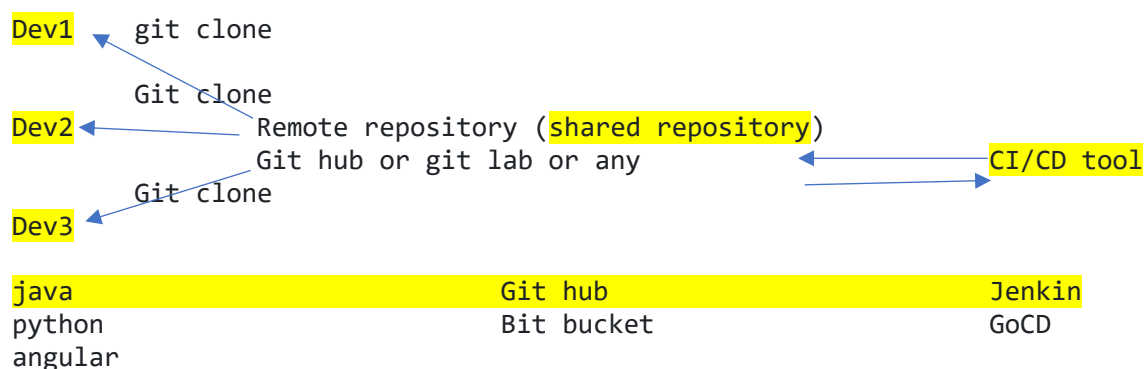 Dev1 git clone
Git clone
Dev2 Remote repository (shared repository)
Git hub or git lab or any CI/CD tool
Git clone
Dev3
java Git hub Jenkin
python Bit bucket GoCD
angular